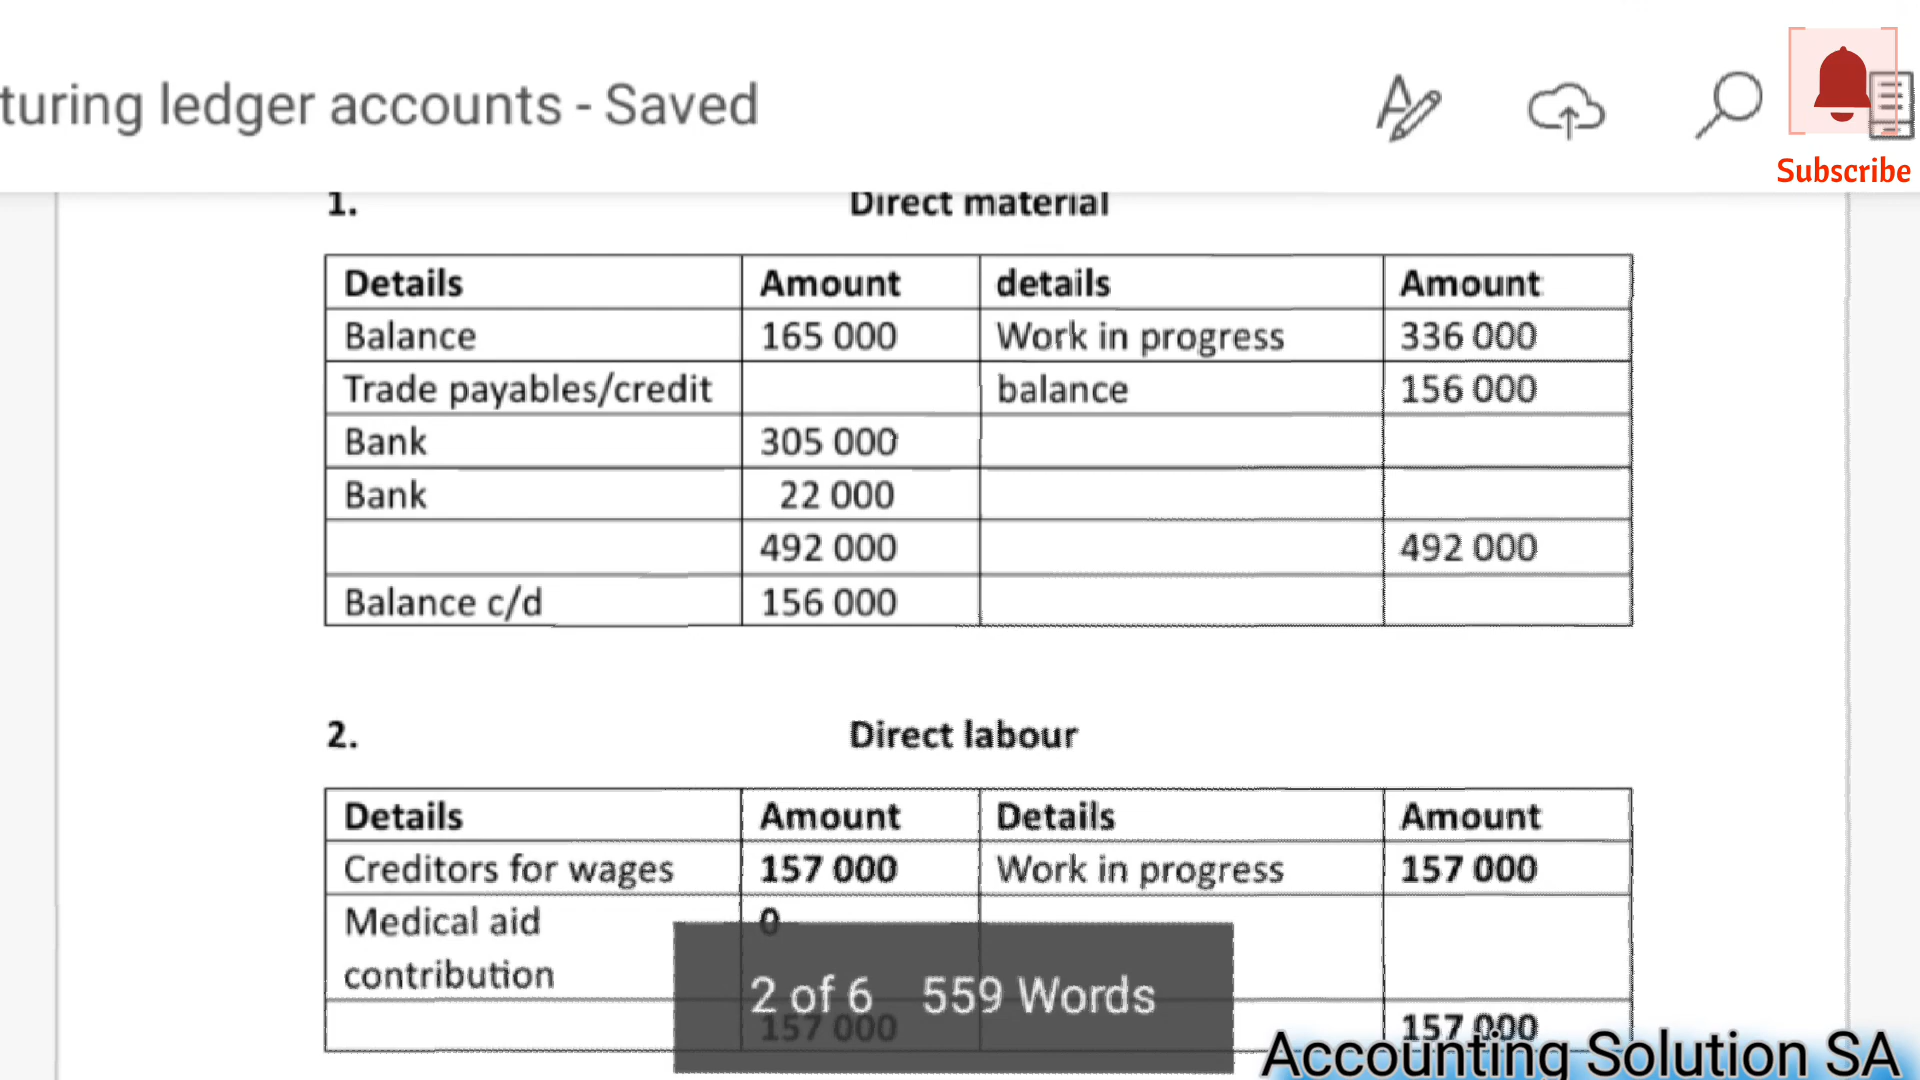 turing ledger accounts - Saved
Subscribe
1. Direct material
Details Amount details Amount
Balance 165 000 Work in progress 336 000
Trade payables/credit balance 156 000
Bank 305 000
Bank 22 000
492 000 492 000
Balance c/d 156 000
2. Direct labour
Details Amount Details Amount
Creditors for wages 157 000 Work in progress 157 000
Medical aid 0
contribution
2 of 6 559 Words
157 000 157 000
Accounting Solution SA